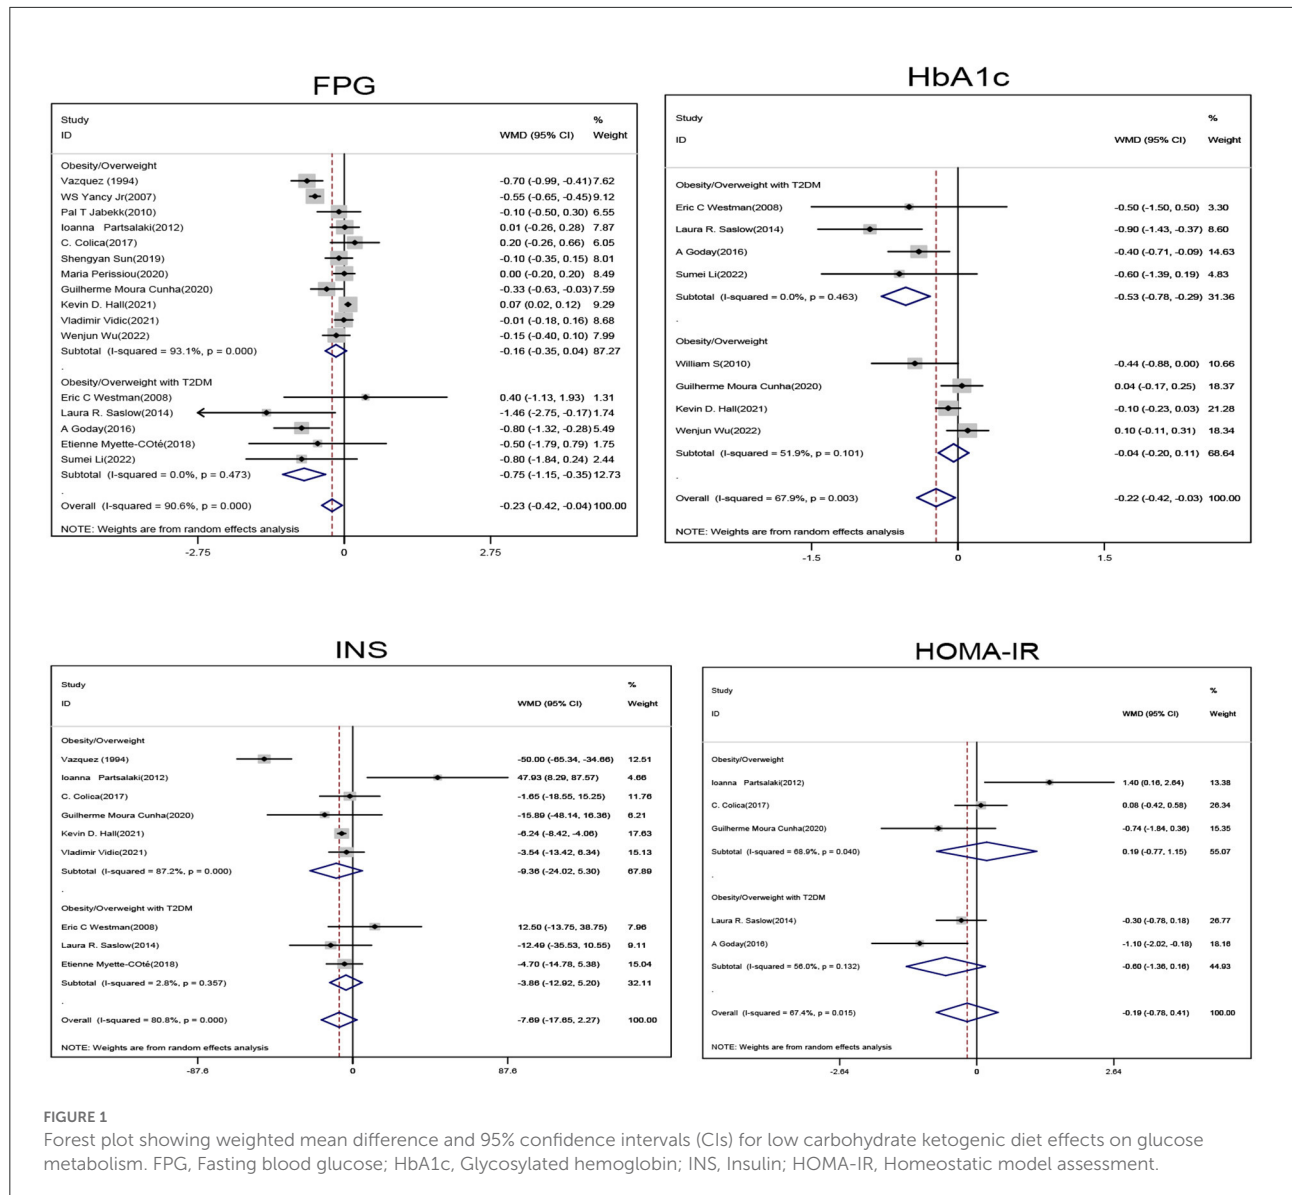 FPG
Study %
ID WMD (95% CI) Weight
Obesity/Overweight
Vazquez (1994) -0.70 (-0.99, -0.41) 7.62
WS Yancy Jr(2007) -0.55 (-0.65, -0.45) 9.12
Pal T Jabekk(2010) -0.10 (-0.50, 0.30) 6.55
Ioanna Partsalaki(2012) 0.01 (-0.26, 0.28) 7.87
C. Colica(2017) 0.20 (-0.26, 0.66) 6.05
Shengyan Sun(2019) -0.10 (-0.35, 0.15) 8.01
Maria Perissiou(2020) 0.00 (-0.20, 0.20) 8.49
Guilherme Moura Cunha(2020) -0.33 (-0.63, -0.03) 7.59
Kevin D. Hall(2021) 0.07 (0.02, 0.12) 9.29
Vladimir Vidic(2021) -0.01 (-0.18, 0.16) 8.68
Wenjun Wu(2022) -0.15 (-0.40, 0.10) 7.99
Subtotal (I-squared = 93.1%, p = 0.000) -0.16 (-0.35, 0.04) 87.27
.
Obesity/Overweight with T2DM
Eric C Westman(2008) 0.40 (-1.13, 1.93) 1.31
Laura R. Saslow(2014) -1.46 (-2.75, -0.17) 1.74
A Goday(2016) -0.80 (-1.32, -0.28) 5.49
Etienne Myette-COté(2018) -0.50 (-1.79, 0.79) 1.75
Sumei Li(2022) -0.80 (-1.84, 0.24) 2.44
Subtotal (I-squared = 0.0%, p = 0.473) -0.75 (-1.15, -0.35) 12.73
.
Overall (I-squared = 90.6%, p = 0.000) -0.23 (-0.42, -0.04) 100.00
NOTE: Weights are from random effects analysis
-2.75 0 2.75
HbA1c
Study %
ID WMD (95% CI) Weight
Obesity/Overweight with T2DM
Eric C Westman(2008) -0.50 (-1.50, 0.50) 3.30
Laura R. Saslow(2014) -0.90 (-1.43, -0.37) 8.60
A Goday(2016) -0.40 (-0.71, -0.09) 14.63
Sumei Li(2022) -0.60 (-1.39, 0.19) 4.83
Subtotal (I-squared = 0.0%, p = 0.463) -0.53 (-0.78, -0.29) 31.36
.
Obesity/Overweight
William S(2010) -0.44 (-0.88, 0.00) 10.66
Guilherme Moura Cunha(2020) 0.04 (-0.17, 0.25) 18.37
Kevin D. Hall(2021) -0.10 (-0.23, 0.03) 21.28
Wenjun Wu(2022) 0.10 (-0.11, 0.31) 18.34
Subtotal (I-squared = 51.9%, p = 0.101) -0.04 (-0.20, 0.11) 68.64
.
Overall (I-squared = 67.9%, p = 0.003) -0.22 (-0.42, -0.03) 100.00
NOTE: Weights are from random effects analysis
-1.5 0 1.5
INS
Study %
ID WMD (95% CI) Weight
Obesity/Overweight
Vazquez (1994) -50.00 (-65.34, -34.66) 12.51
Ioanna Partsalaki(2012) 47.93 (8.29, 87.57) 4.66
C. Colica(2017) -1.65 (-18.55, 15.25) 11.76
Guilherme Moura Cunha(2020) -15.89 (-48.14, 16.36) 6.21
Kevin D. Hall(2021) -6.24 (-8.42, -4.06) 17.63
Vladimir Vidic(2021) -3.54 (-13.42, 6.34) 15.13
Subtotal (I-squared = 87.2%, p = 0.000) -9.36 (-24.02, 5.30) 67.89
.
Obesity/Overweight with T2DM
Eric C Westman(2008) 12.50 (-13.75, 38.75) 7.96
Laura R. Saslow(2014) -12.49 (-35.53, 10.55) 9.11
Etienne Myette-COté(2018) -4.70 (-14.78, 5.38) 15.04
Subtotal (I-squared = 2.8%, p = 0.357) -3.86 (-12.92, 5.20) 32.11
.
Overall (I-squared = 80.8%, p = 0.000) -7.69 (-17.65, 2.27) 100.00
NOTE: Weights are from random effects analysis
-87.6 0 87.6
HOMA-IR
Study %
ID WMD (95% CI) Weight
Obesity/Overweight
Ioanna Partsalaki(2012) 1.40 (0.16, 2.64) 13.38
C. Colica(2017) 0.08 (-0.42, 0.58) 26.34
Guilherme Moura Cunha(2020) -0.74 (-1.84, 0.36) 15.35
Subtotal (I-squared = 68.9%, p = 0.040) 0.19 (-0.77, 1.15) 55.07
.
Obesity/Overweight with T2DM
Laura R. Saslow(2014) -0.30 (-0.78, 0.18) 26.77
A Goday(2016) -1.10 (-2.02, -0.18) 18.16
Subtotal (I-squared = 56.0%, p = 0.132) -0.60 (-1.36, 0.16) 44.93
.
Overall (I-squared = 67.4%, p = 0.015) -0.19 (-0.78, 0.41) 100.00
NOTE: Weights are from random effects analysis
-2.64 0 2.64
FIGURE 1
Forest plot showing weighted mean difference and 95% confidence intervals (CIs) for low carbohydrate ketogenic diet effects on glucose
metabolism. FPG, Fasting blood glucose; HbA1c, Glycosylated hemoglobin; INS, Insulin; HOMA-IR, Homeostatic model assessment.